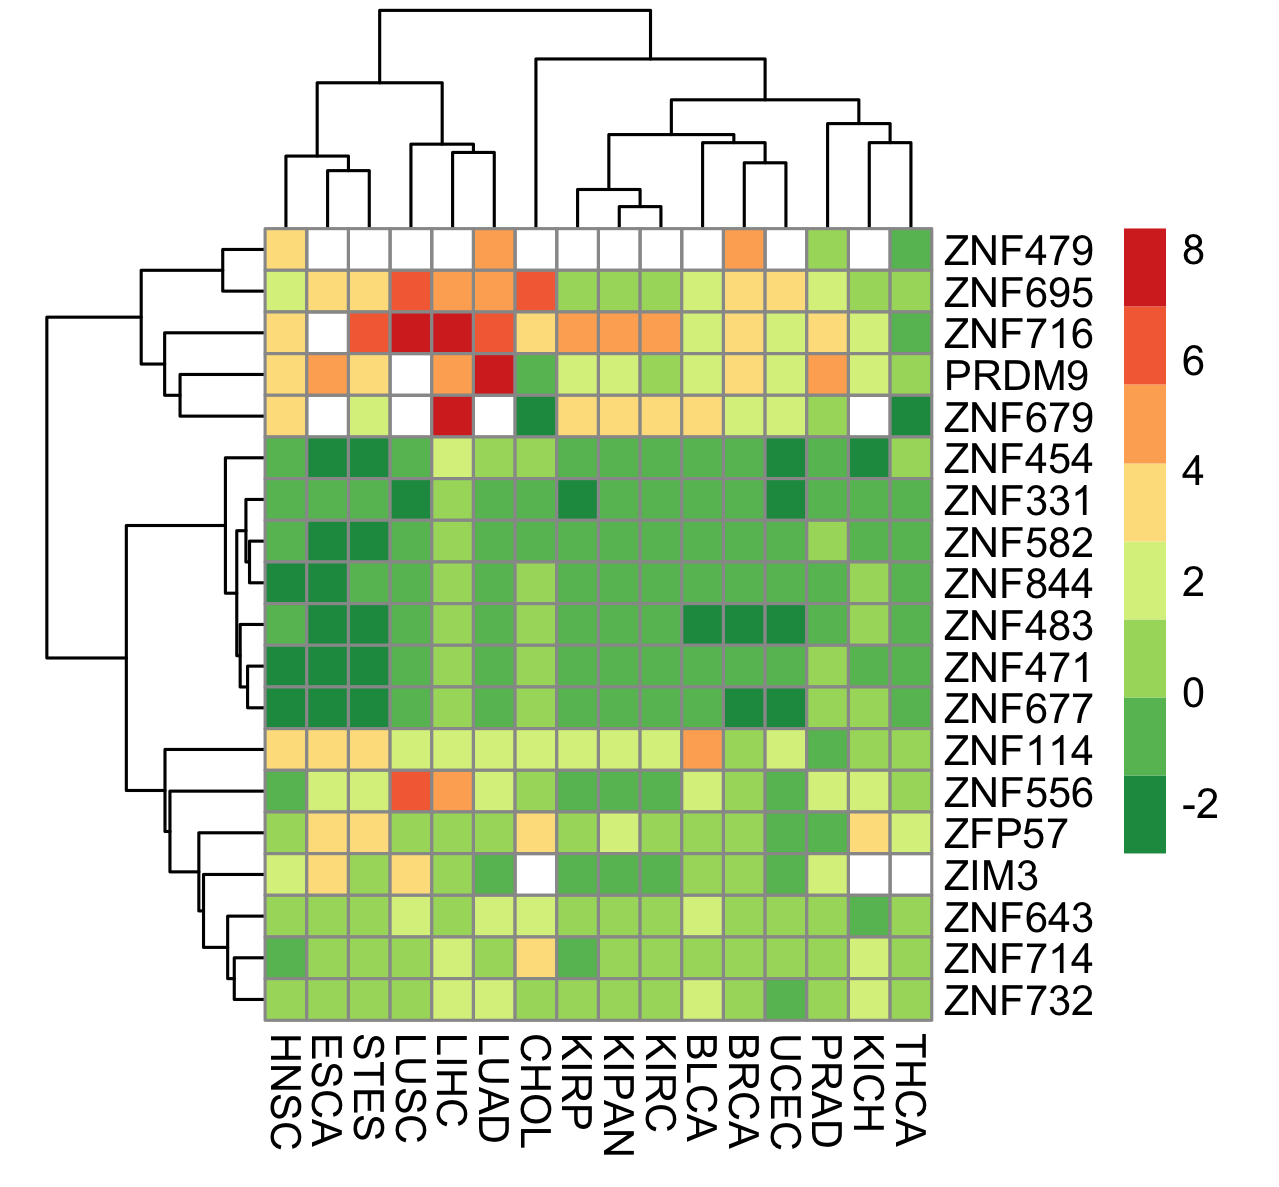 ZNF479
ZNF695
ZNF716
PRDM9
ZNF679
ZNF454
ZNF331
ZNF582
ZNF844
ZNF483
ZNF471
ZNF677
ZNF114
ZNF556
ZFP57
ZIM3
ZNF643
ZNF714
ZNF732
8
6
4
2
0
-2
HNSC
ESCA
STES
LUSC
LIHC
LUAD
CHOL
KIRP
KIPAN
KIRC
BLCA
BRCA
UCEC
PRAD
KICH
THCA